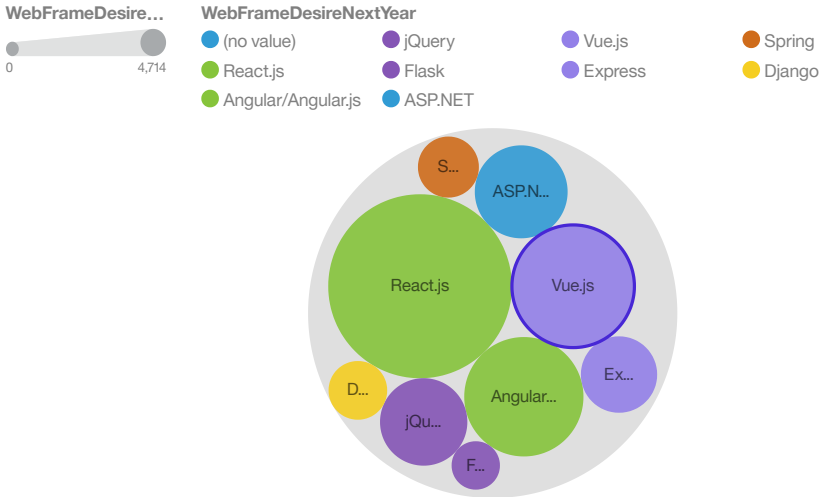 WebFrameDesire... WebFrameDesireNextYear
(no value) jQuery Vue.js Spring
0 4,714 React.js Flask Express Django
Angular/Angular.js ASP.NET
S...
ASP.N...
React.js Vue.js
Ex...
D... Angular...
jQu...
F...